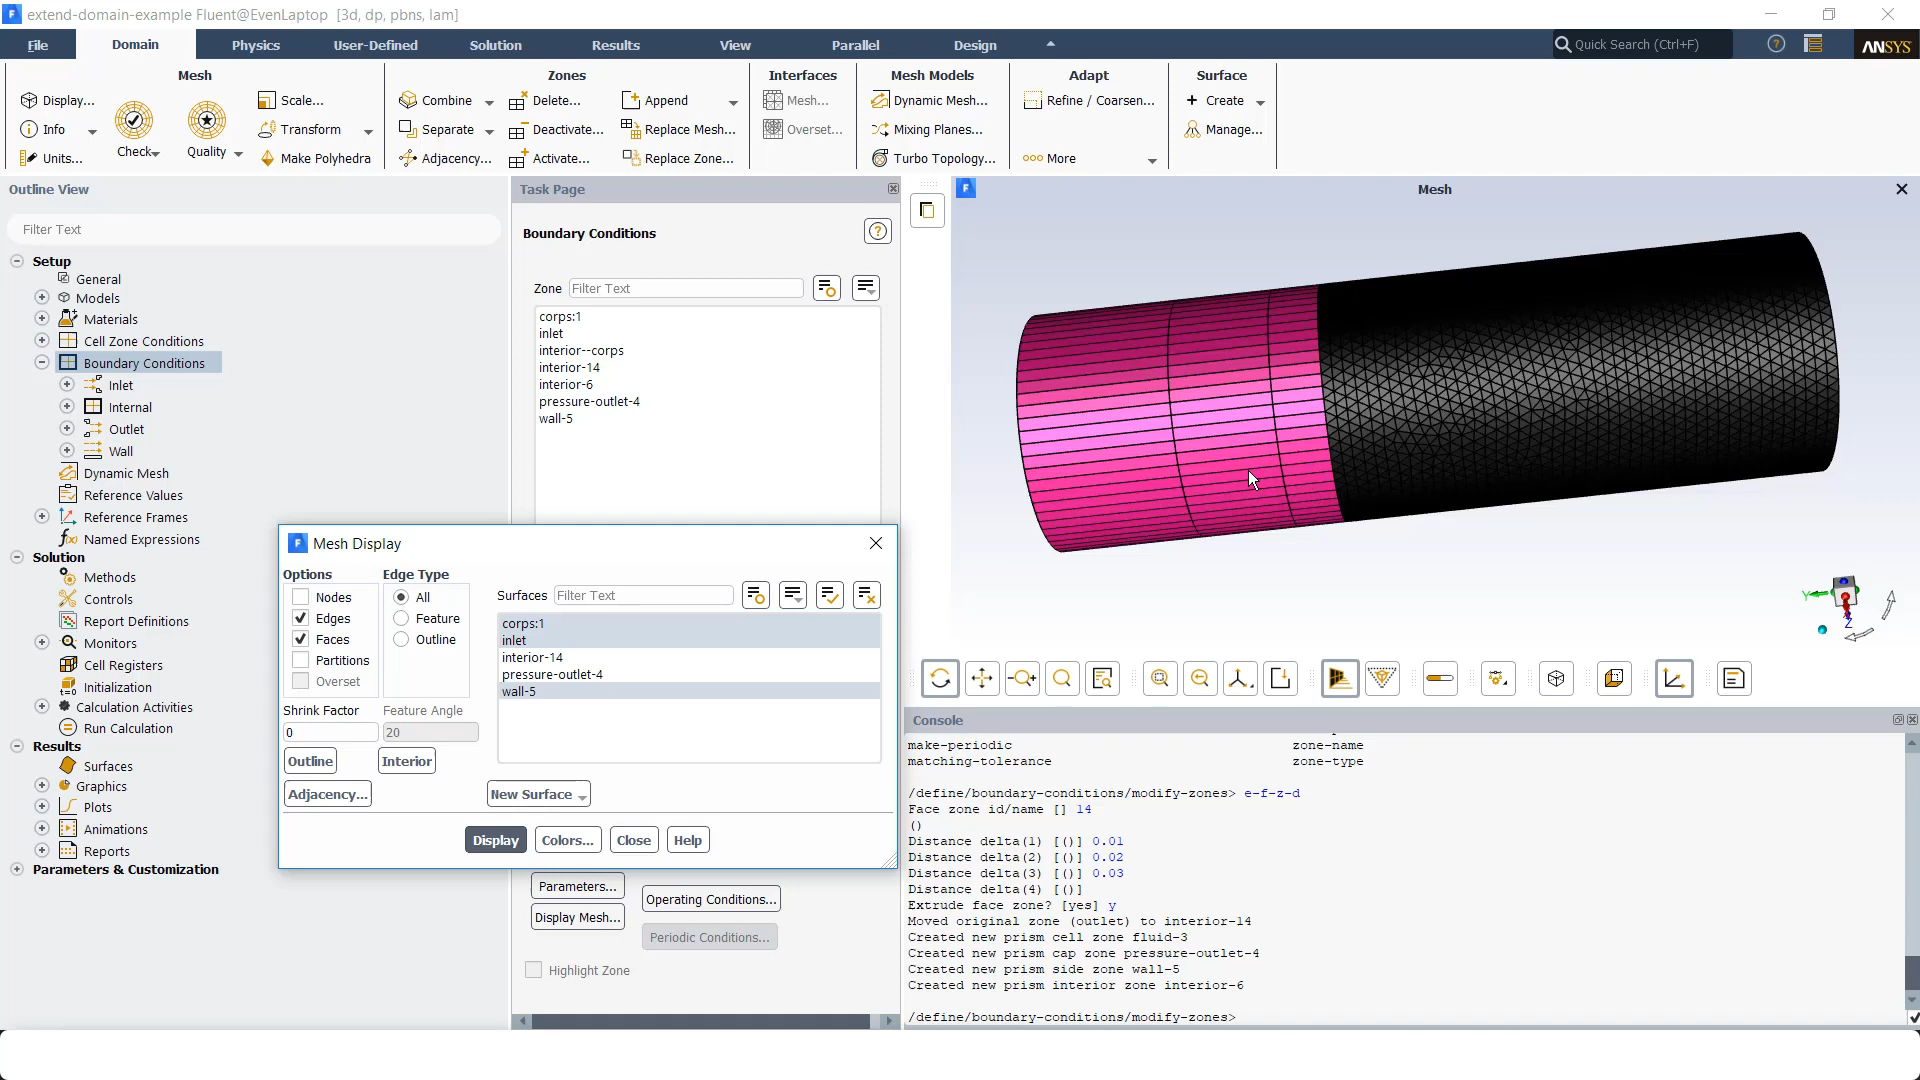 extend-domain-example Fluent@EvenLaptop [3d, dp, pbns, lam]
File
Domain
Physics
User-Defined
Solution
Results
View
Parallel
Design
Quick Search (Ctrl+F)
ANSYS
Mesh
Display...
Info
Units...
Check
Quality
Scale...
Transform
Make Polyhedra
Zones
Combine
Separate
Adjacency...
Delete...
Deactivate...
Activate...
Append
Replace Mesh...
Replace Zone...
Interfaces
Mesh...
Overset...
Mesh Models
Dynamic Mesh...
Mixing Planes...
Turbo Topology...
Adapt
Refine / Coarsen...
More
Surface
Create
Manage...
Outline View
Filter Text
Setup
General
Models
Materials
Cell Zone Conditions
Boundary Conditions
Inlet
Internal
Outlet
Wall
Dynamic Mesh
Reference Values
Reference Frames
Named Expressions
Solution
Methods
Controls
Report Definitions
Monitors
Cell Registers
Initialization
Calculation Activities
Run Calculation
Results
Surfaces
Graphics
Plots
Animations
Reports
Parameters & Customization
Task Page
Boundary Conditions
Zone Filter Text
corps:1
inlet
interior--corps
interior-14
interior-6
pressure-outlet-4
wall-5
Parameters...
Operating Conditions...
Display Mesh...
Periodic Conditions...
Highlight Zone
Mesh Display
Options
Nodes
Edges
Faces
Partitions
Overset
Edge Type
All
Feature
Outline
Shrink Factor
0
Feature Angle
20
Outline
Interior
Adjacency...
Surfaces Filter Text
corps:1
inlet
interior-14
pressure-outlet-4
wall-5
New Surface
Display
Colors...
Close
Help
Mesh
Y
Z
Console
make-periodic zone-name
matching-tolerance zone-type
/define/boundary-conditions/modify-zones> e-f-z-d
Face zone id/name [] 14
()
Distance delta(1) [()] 0.01
Distance delta(2) [()] 0.02
Distance delta(3) [()] 0.03
Distance delta(4) [()]
Extrude face zone? [yes] y
Moved original zone (outlet) to interior-14
Created new prism cell zone fluid-3
Created new prism cap zone pressure-outlet-4
Created new prism side zone wall-5
Created new prism interior zone interior-6
/define/boundary-conditions/modify-zones>